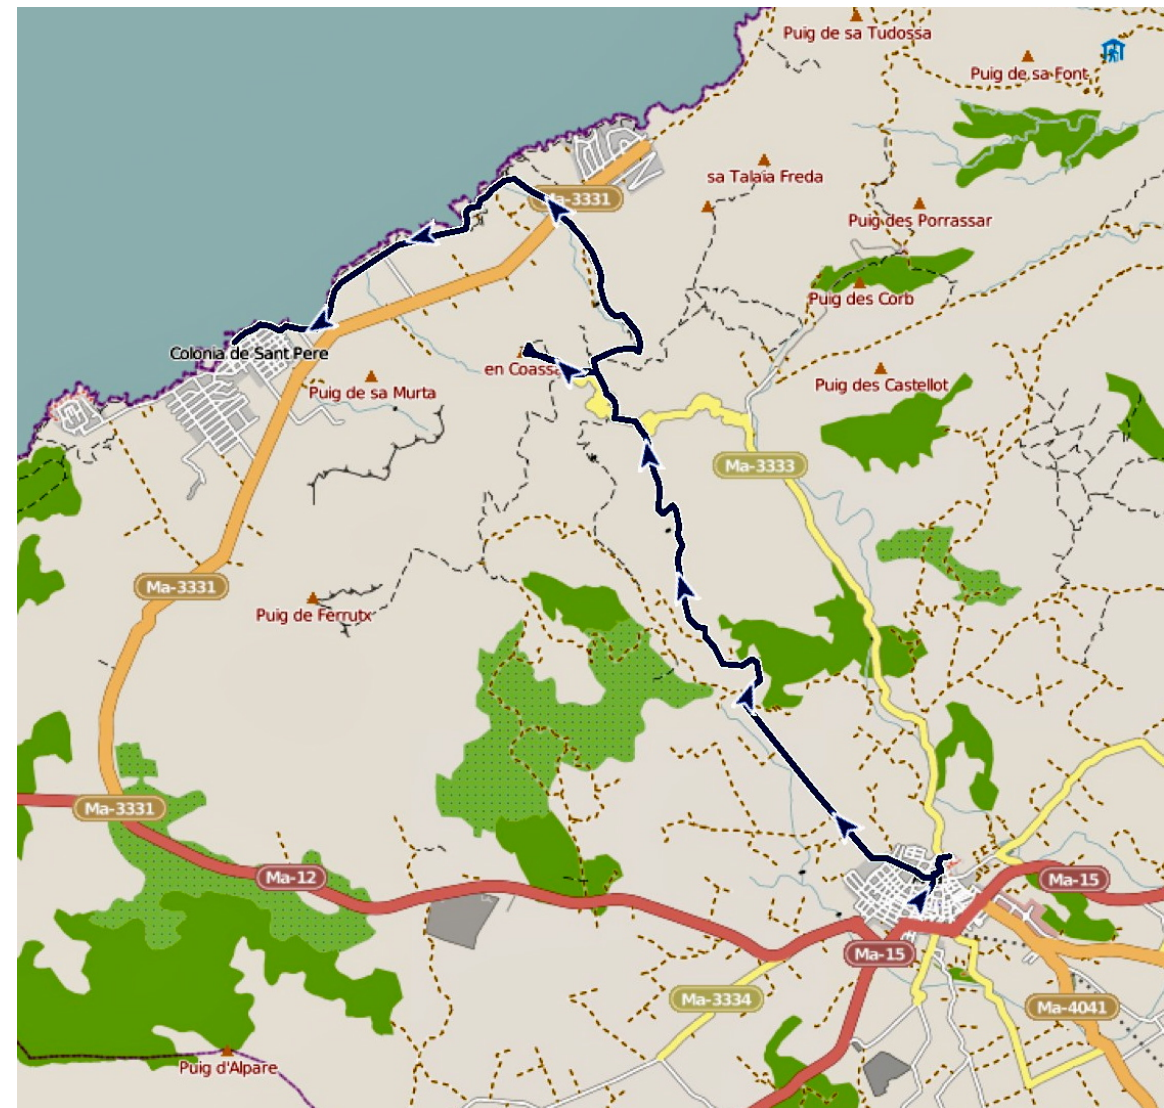 Puig de sa Tudossa
Puig de sa Font
sa Talaia Freda
Ma-3331
Puig des Porrassar
Puig des Corb
Colonia de Sant Pere
en Coassa
Puig de sa Murta
Puig des Castellot
Ma-3333
Ma-3331
Puig de Ferrutx
Ma-3331
Ma-12
Ma-15
Ma-15
Ma-3334
Ma-4041
Puig d'Alpare